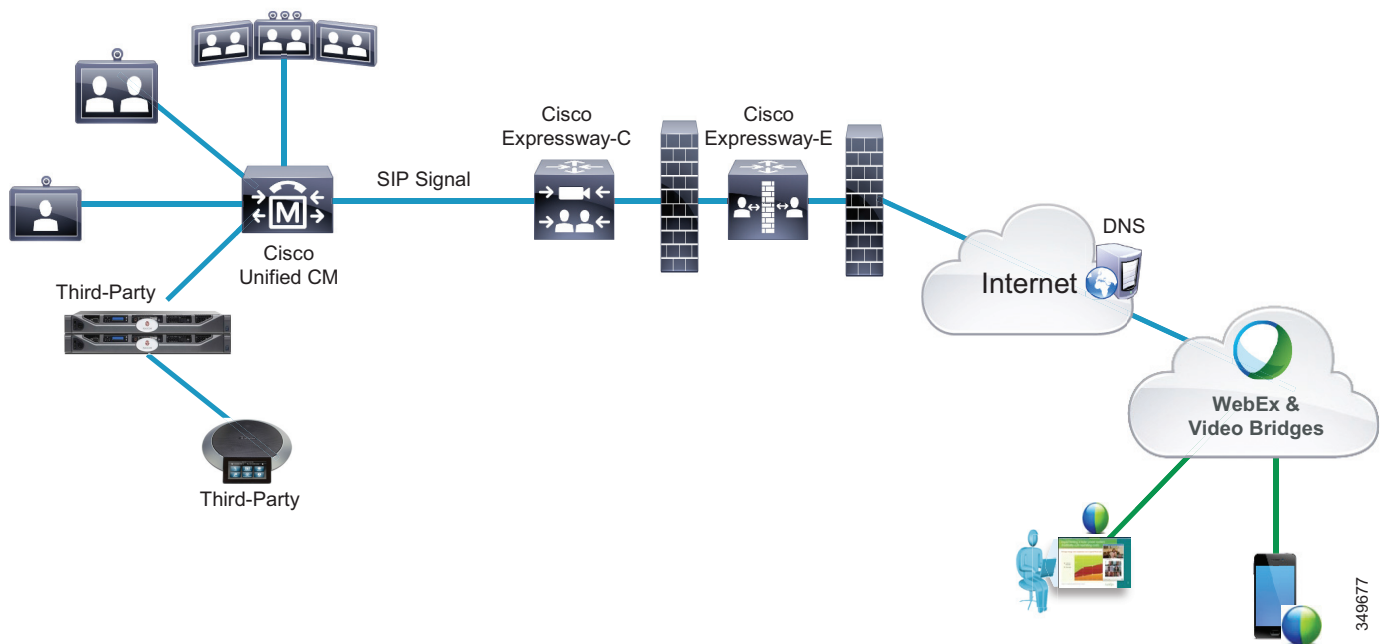 Cisco
Expressway-C
Cisco
Expressway-E
SIP Signal
M
Cisco
Unified CM
Third-Party
Third-Party
DNS
Internet
WebEx &
Video Bridges
349677